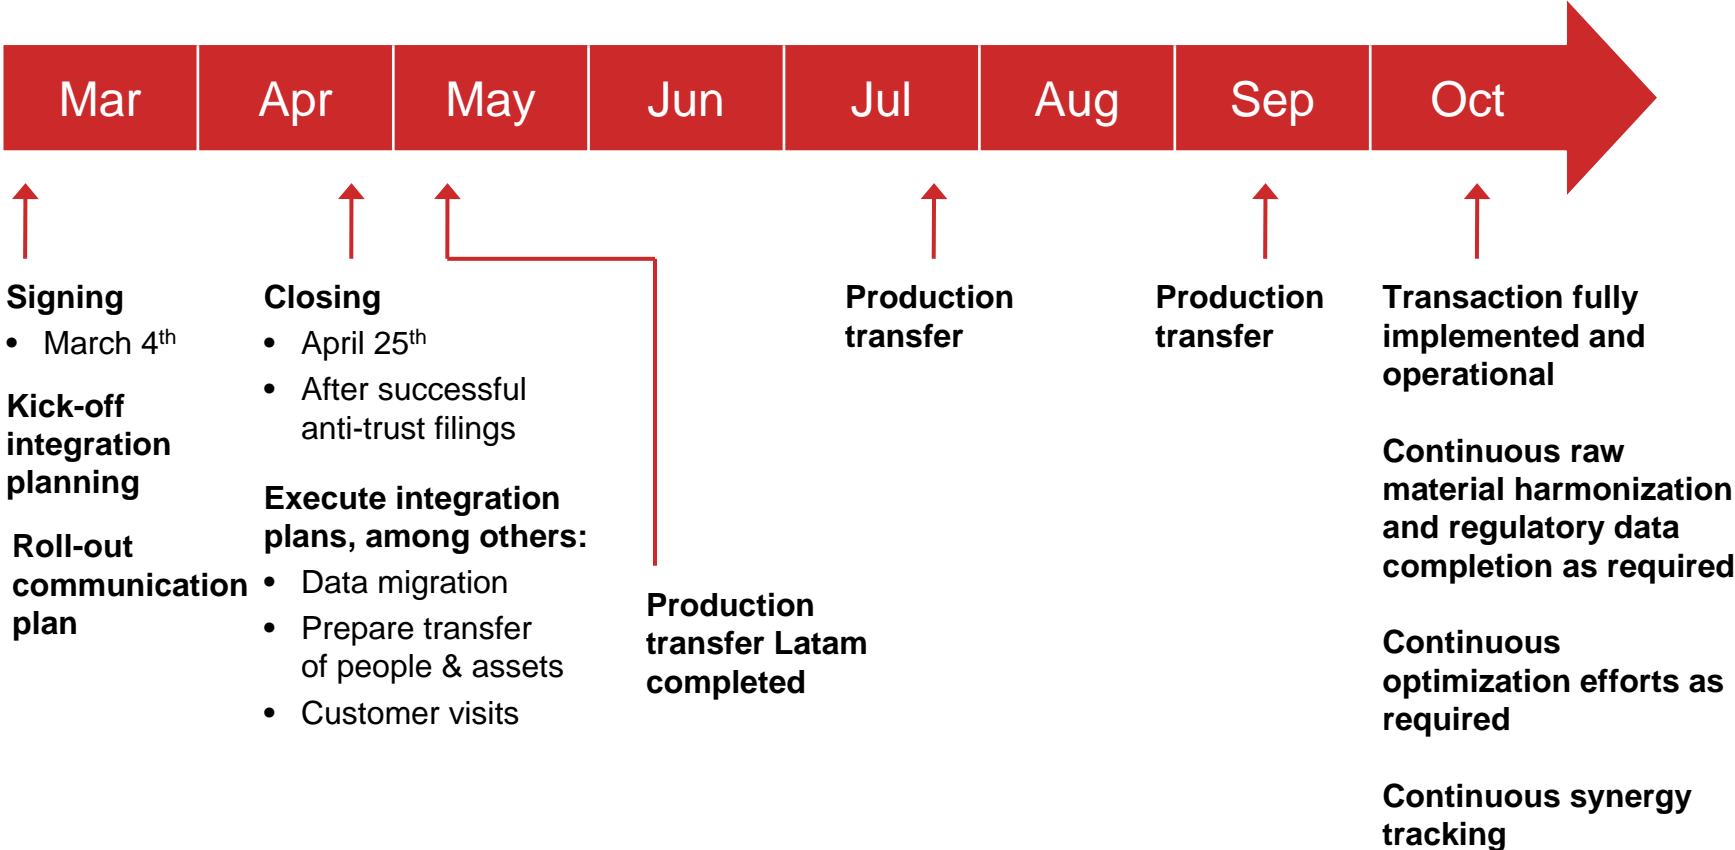 Mar Apr May Jun Jul Aug Sep Oct
Signing
• March 4th
Kick-off
integration
planning
Roll-out
communication
plan
Closing
• April 25th
• After successful
anti-trust filings
Execute integration
plans, among others:
• Data migration
• Prepare transfer
of people & assets
• Customer visits
Production
transfer Latam
completed
Production
transfer
Production
transfer
Transaction fully
implemented and
operational
Continuous raw
material harmonization
and regulatory data
completion as required
Continuous
optimization efforts as
required
Continuous synergy
tracking